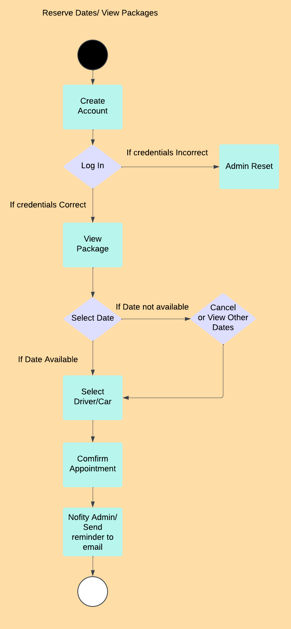 Reserve Dates/ View Packages
Create
Account
Log In
If credentials Incorrect
Admin Reset
If credentials Correct
View
Package
Select Date
If Date not available
Cancel
or View Other
Dates
If Date Available
Select
Driver/Car
Comfirm
Appointment
Nofity Admin/
Send
reminder to
email